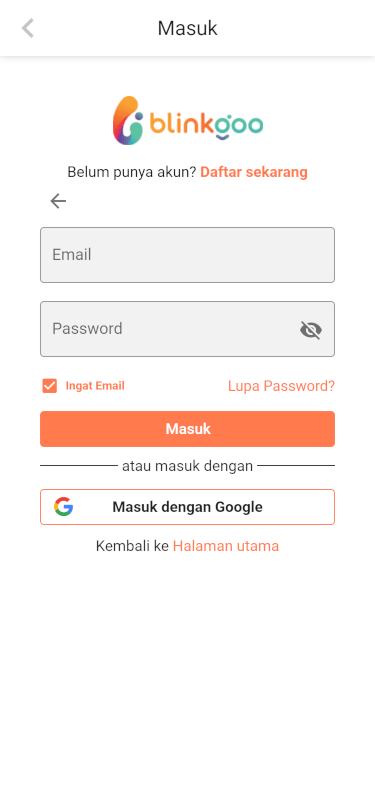 Masuk
blinkgoo
Belum punya akun? Daftar sekarang
Email
Password
Ingat Email
Lupa Password?
Masuk
atau masuk dengan
Masuk dengan Google
Kembali ke Halaman utama